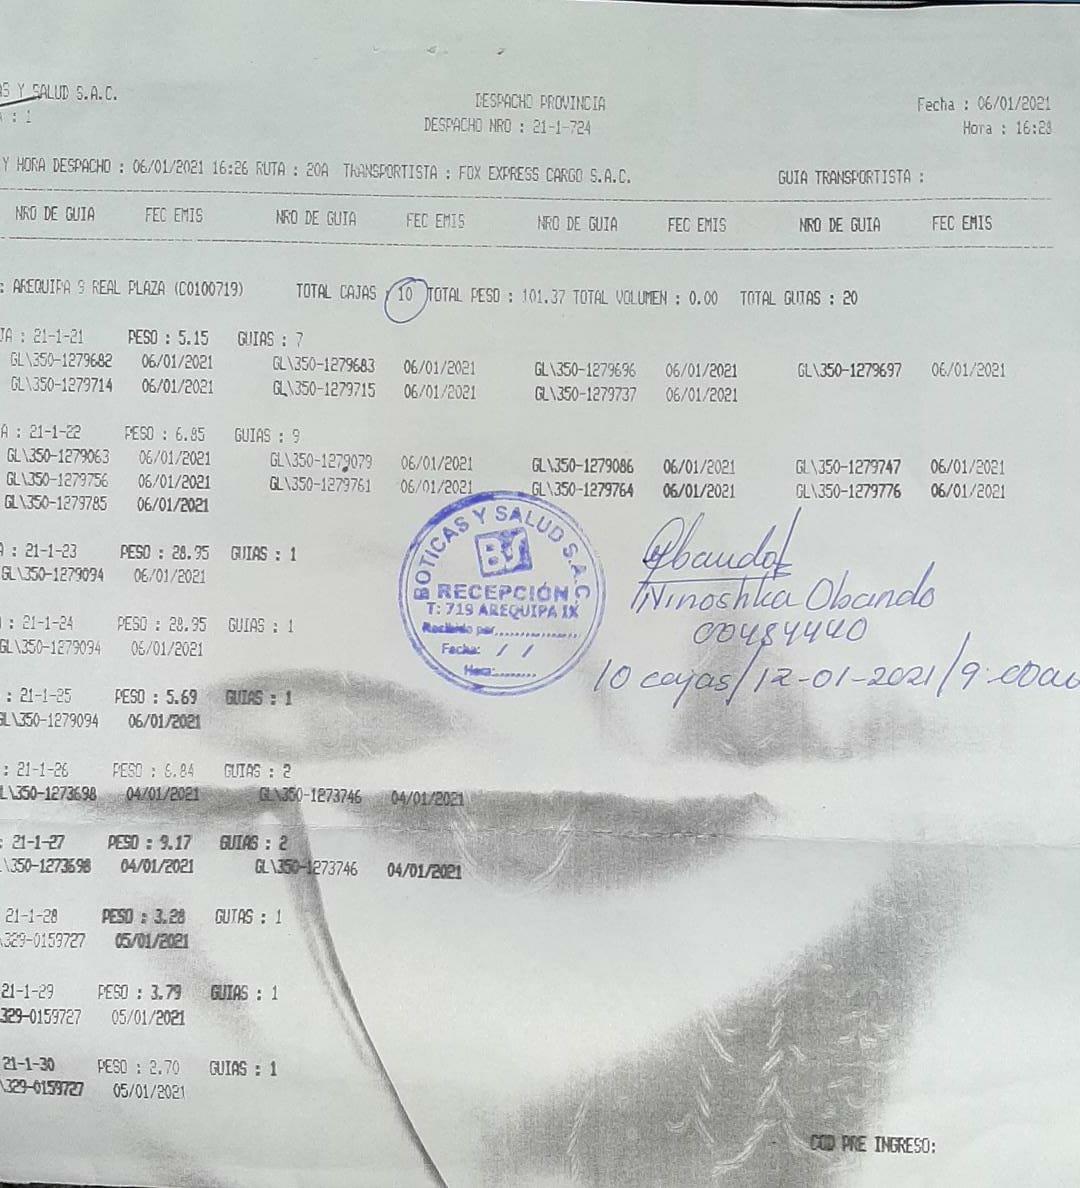 AS Y SALUD S.A.C.
DESPACHO PROVINCIA
Fecha : 06/01/2021
: 1
DESPACHO NRO : 21-1-724
Hora : 16:28
Y HORA DESPACHO : 06/01/2021 16:26 RUTA : 20A TRANSPORTISTA : FOX EXPRESS CARGO S.A.C. GUIA TRANSPORTISTA :
NRO DE GUIA FEC EMIS NRO DE GUIA FEC EMIS NRO DE GUIA FEC EMIS NRO DE GUIA FEC EMIS
: AREQUIPA 9 REAL PLAZA (C0100719) TOTAL CAJAS : 10 TOTAL PESO : 101.37 TOTAL VOLUMEN : 0.00 TOTAL GUIAS : 20
JA : 21-1-21 PESO : 5.15 GUIAS : 7
GL\350-1279682 06/01/2021 GL\350-1279683 06/01/2021 GL\350-1279696 06/01/2021 GL\350-1279697 06/01/2021
GL\350-1279714 06/01/2021 GL\350-1279715 06/01/2021 GL\350-1279737 06/01/2021
A : 21-1-22 PESO : 6.85 GUIAS : 9
GL\350-1279063 06/01/2021 GL\350-1279079 06/01/2021 GL\350-1279086 06/01/2021 GL\350-1279747 06/01/2021
GL\350-1279756 06/01/2021 GL\350-1279761 06/01/2021 GL\350-1279764 06/01/2021 GL\350-1279776 06/01/2021
GL\350-1279785 06/01/2021
A : 21-1-23 PESO : 28.95 GUIAS : 1
GL\350-1279094 06/01/2021
: 21-1-24 PESO : 28.95 GUIAS : 1
GL\350-1279094 06/01/2021
: 21-1-25 PESO : 5.69 GUIAS : 1
GL\350-1279094 06/01/2021
: 21-1-26 PESO : 6.84 GUIAS : 2
L\350-1273698 04/01/2021 GL\350-1273746 04/01/2021
: 21-1-27 PESO : 9.17 GUIAS : 2
\350-1273698 04/01/2021 GL\350-1273746 04/01/2021
21-1-28 PESO : 3.28 GUIAS : 1
\329-0159727 05/01/2021
21-1-29 PESO : 3.79 GUIAS : 1
329-0159727 05/01/2021
21-1-30 PESO : 2.70 GUIAS : 1
\329-0159727 05/01/2021
BOTICAS Y SALUD S.A.C
BS
RECEPCIÓN
T: 719 AREQUIPA IX
Recibido por..................
Fecha: / /
Hora:.........
Obando
Ninoshka Obando
00484440
10 cajas/12-01-2021/9:00am
COD PRE INGRESO: